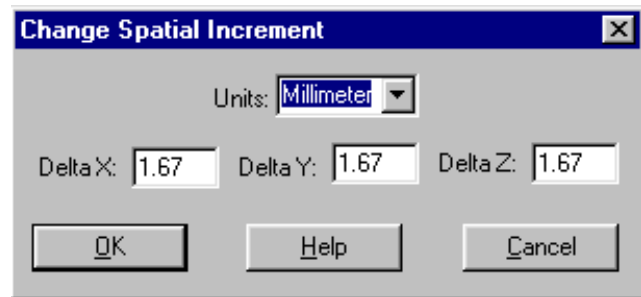 Change Spatial Increment
Units: Millimeter
Delta X: 1.67 Delta Y: 1.67 Delta Z: 1.67
OK Help Cancel